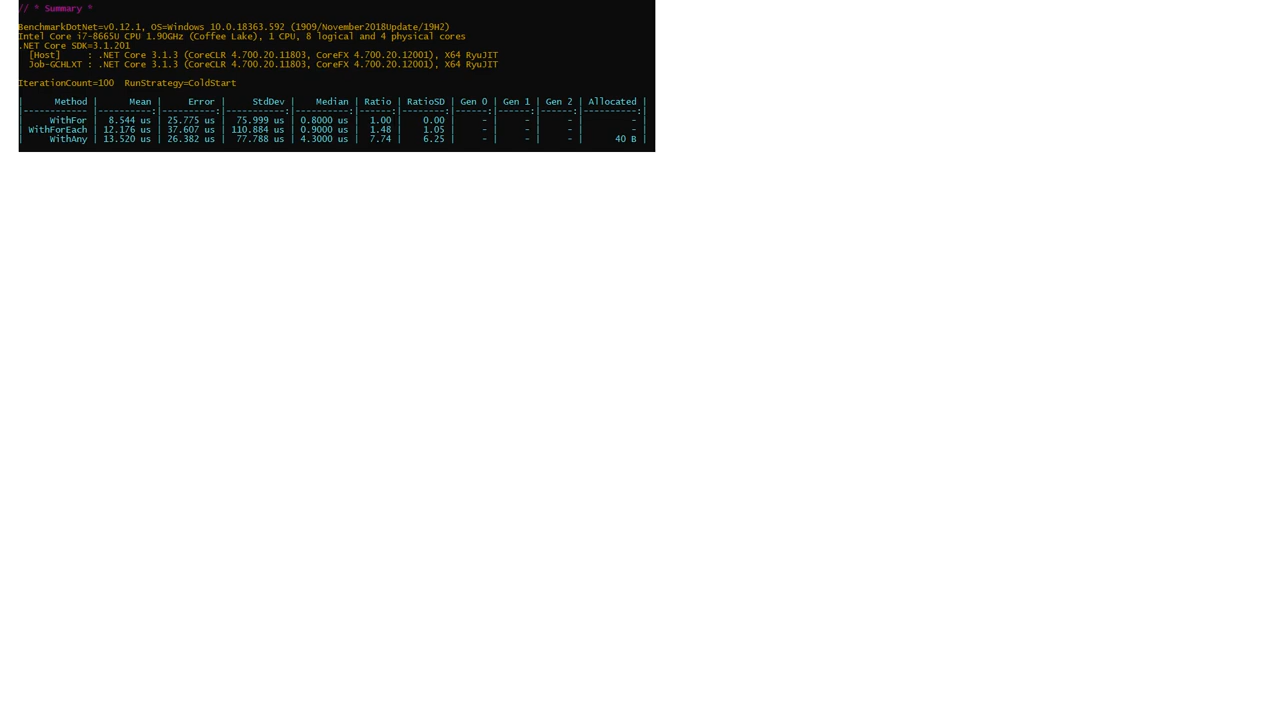 // * Summary *
BenchmarkDotNet=v0.12.1, OS=Windows 10.0.18363.592 (1909/November2018Update/19H2)
Intel Core i7-8665U CPU 1.90GHz (Coffee Lake), 1 CPU, 8 logical and 4 physical cores
.NET Core SDK=3.1.201
  [Host]     : .NET Core 3.1.3 (CoreCLR 4.700.20.11803, CoreFX 4.700.20.12001), X64 RyuJIT
  Job-GCHLXT : .NET Core 3.1.3 (CoreCLR 4.700.20.11803, CoreFX 4.700.20.12001), X64 RyuJIT
IterationCount=100  RunStrategy=ColdStart
|      Method |      Mean |     Error |     StdDev |    Median | Ratio | RatioSD | Gen 0 | Gen 1 | Gen 2 | Allocated |
|------------ |----------:|----------:|-----------:|----------:|------:|--------:|------:|------:|------:|----------:|
|     WithFor |  8.544 us | 25.775 us |  75.999 us | 0.8000 us |  1.00 |    0.00 |     - |     - |     - |         - |
| WithForEach | 12.176 us | 37.607 us | 110.884 us | 0.9000 us |  1.48 |    1.05 |     - |     - |     - |         - |
|     WithAny | 13.520 us | 26.382 us |  77.788 us | 4.3000 us |  7.74 |    6.25 |     - |     - |     - |      40 B |